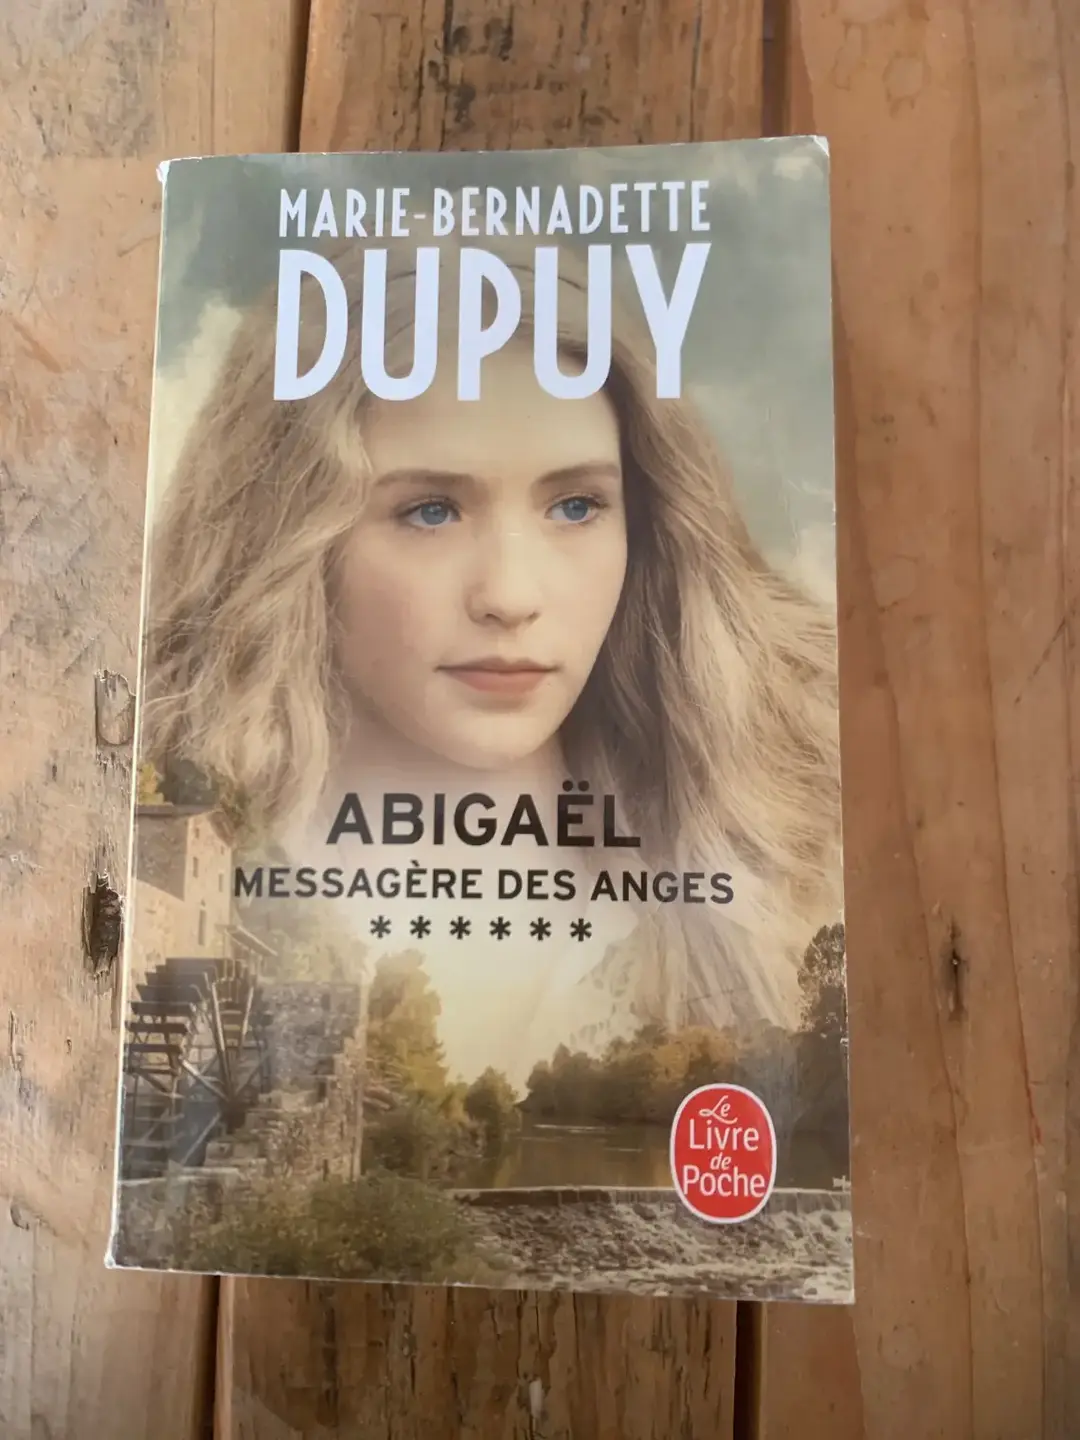 MARIE-BERNADETTE
DUPUY
ABIGAËL
MESSAGÈRE DES ANGES
******
Le
Livre
de
Poche